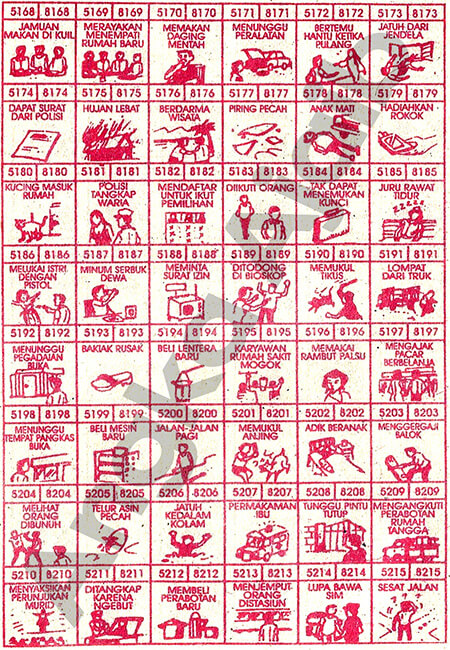 5168 8168 5169 8169 5170 8170 5171 8171 5172 8172 5173 8173
JAMUAN
MAKAN DI KUIL
MERAYAKAN
MENEMPATI
RUMAH BARU
MEMAKAN
DAGING
MENTAH
MENUNGGU
PERALATAN
BERTEMU
HANTU KETIKA
PULANG
JATUH DARI
JENDELA
5174 8174 5175 8175 5176 8176 5177 8177 5178 8178 5179 8179
DAPAT SURAT
DARI POLISI
HUJAN LEBAT
BERDARMA
WISATA
PIRING PECAH
ANAK MATI
HADIAHKAN
ROKOK
5180 8180 5181 8181 5182 8182 5183 8183 5184 8184 5185 8185
KUCING MASUK
RUMAH
POLISI
TANGKAP
WARIA
MENDAFTAR
UNTUK IKUT
PEMILIHAN
DIIKUTI ORANG
TAK DAPAT
MENEMUKAN
KUNCI
JURU RAWAT
TIDUR
5186 8186 5187 8187 5188 8188 5189 8189 5190 8190 5191 8191
MELUKAI ISTRI
DENGAN
PISTOL
MINUM SERBUK
DEWA
MEMINTA
SURAT IZIN
DITODONG
DI BIOSKOP
MEMUKUL
TIKUS
LOMPAT
DARI TRUK
5192 8192 5193 8193 5194 8194 5195 8195 5196 8196 5197 8197
MENUNGGU
PEGADAIAN
BUKA
BAKIAK RUSAK
BELI LENTERA
BARU
KARYAWAN
RUMAH SAKIT
MOGOK
MEMAKAI
RAMBUT PALSU
MENGAJAK
PACAR
BERBELANJA
5198 8198 5199 8199 5200 8200 5201 8201 5202 8202 5203 8203
MENUNGGU
TEMPAT PANGKAS
BUKA
BELI MESIN
BARU
JALAN-JALAN
PAGI
MEMUKUL
ANJING
ADIK BERANAK
MENGGERGAJI
BALOK
5204 8204 5205 8205 5206 8206 5207 8207 5208 8208 5209 8209
MELIHAT
ORANG
DIBUNUH
TELUR ASIN
PECAH
JATUH
KEDALAM
KOLAM
PERMAKAMAN
IBU
TUNGGU PINTU
TUTUP
MENGANGKUTI
PERABOTAN
RUMAH
TANGGA
5210 8210 5211 8211 5212 8212 5213 8213 5214 8214 5215 8215
MENYAKSIKAN
PERUNJUKAN
MURID
DITANGKAP
KARENA
NGEBUT
MEMBELI
PERABOTAN
BARU
MENJEMPUT
ORANG
DISTASIUN
LUPA BAWA
SIM
SESAT JALAN